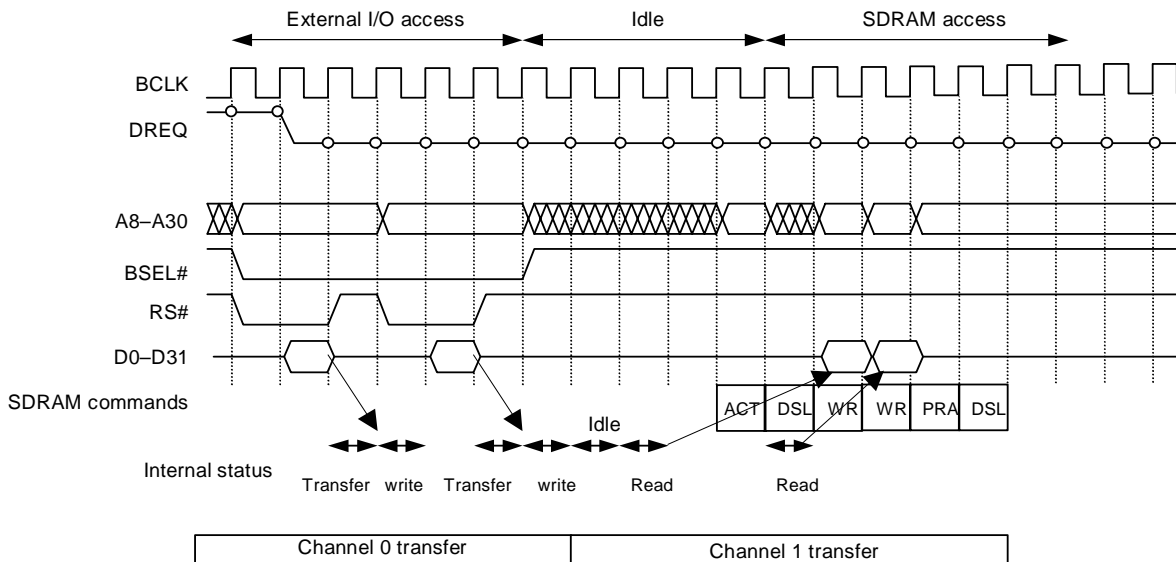 External I/O access Idle SDRAM access
BCLK
DREQ
A8–A30
BSEL#
RS#
D0–D31
SDRAM commands ACT DSL WR WR PRA DSL
Idle
Internal status
Transfer write Transfer write Read Read
Channel 0 transfer Channel 1 transfer